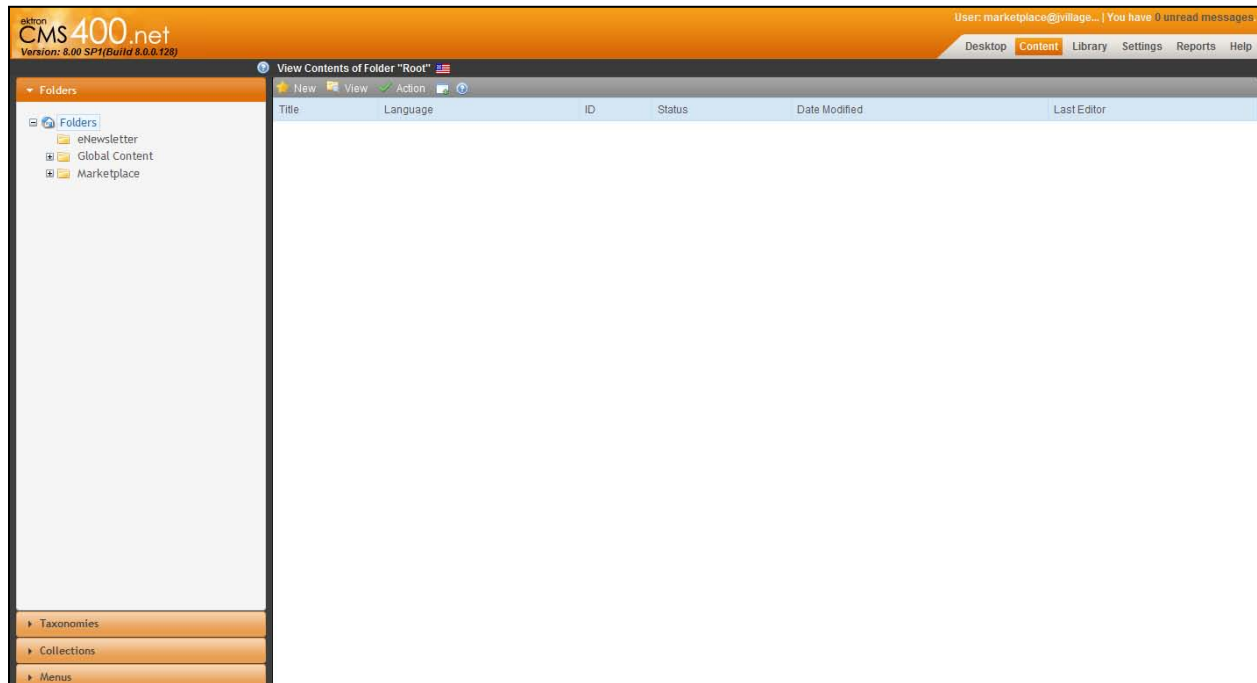 ektron
CMS400.net
Version: 8.00 SP1(Build 8.0.0.128)
User: marketplace@jvillage... | You have 0 unread messages
Desktop Content Library Settings Reports Help
View Contents of Folder "Root"
Folders
New View Action
Title Language ID Status Date Modified Last Editor
Folders
eNewsletter
Global Content
Marketplace
Taxonomies
Collections
Menus